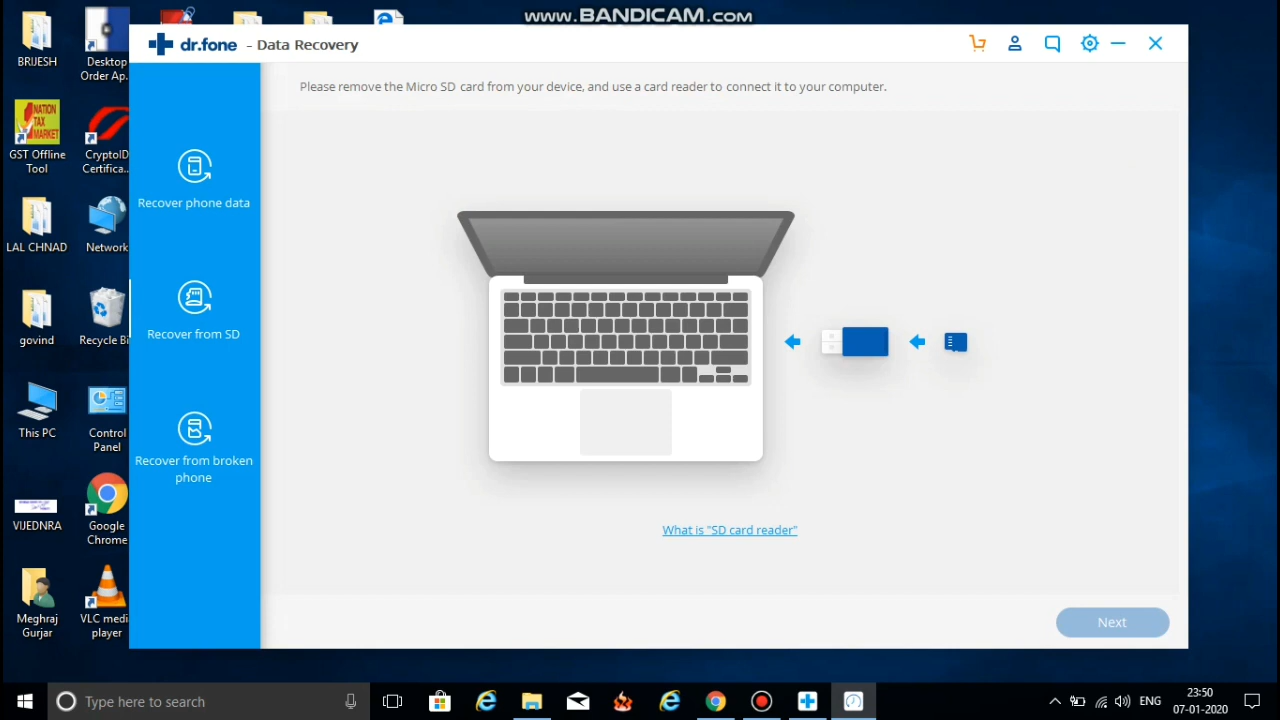 www.BANDICAM.com
dr.fone - Data Recovery
Please remove the Micro SD card from your device, and use a card reader to connect it to your computer.
Recover phone data
Recover from SD
Recover from broken
phone
What is "SD card reader"
Next
BRIJESH
Desktop
Order Ap...
NATION
TAX
MARKET
GST Offline
Tool
CryptoID
Certifica...
LAL CHNAD
Network
govind
Recycle Bi
This PC
Control
Panel
VIJEDNRA
Google
Chrome
Meghraj
Gurjar
VLC medi
player
Type here to search
ENG
23:50
07-01-2020